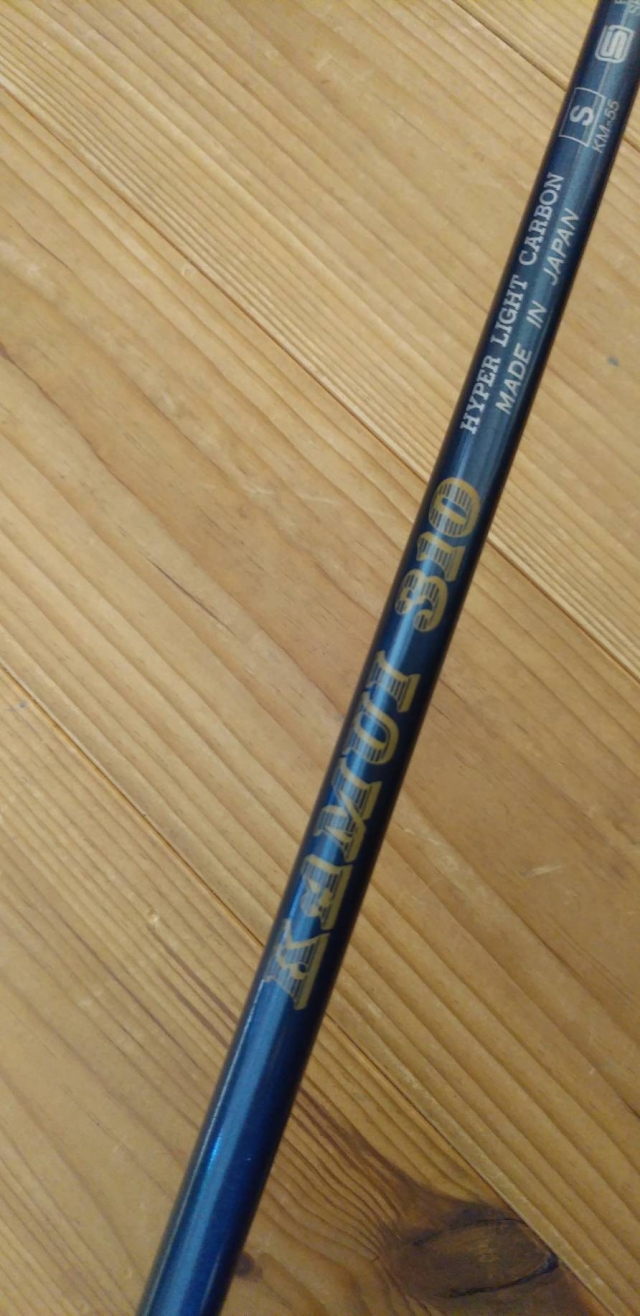 KAMUI 310
HYPER LIGHT CARBON
MADE IN JAPAN
S
KM-55